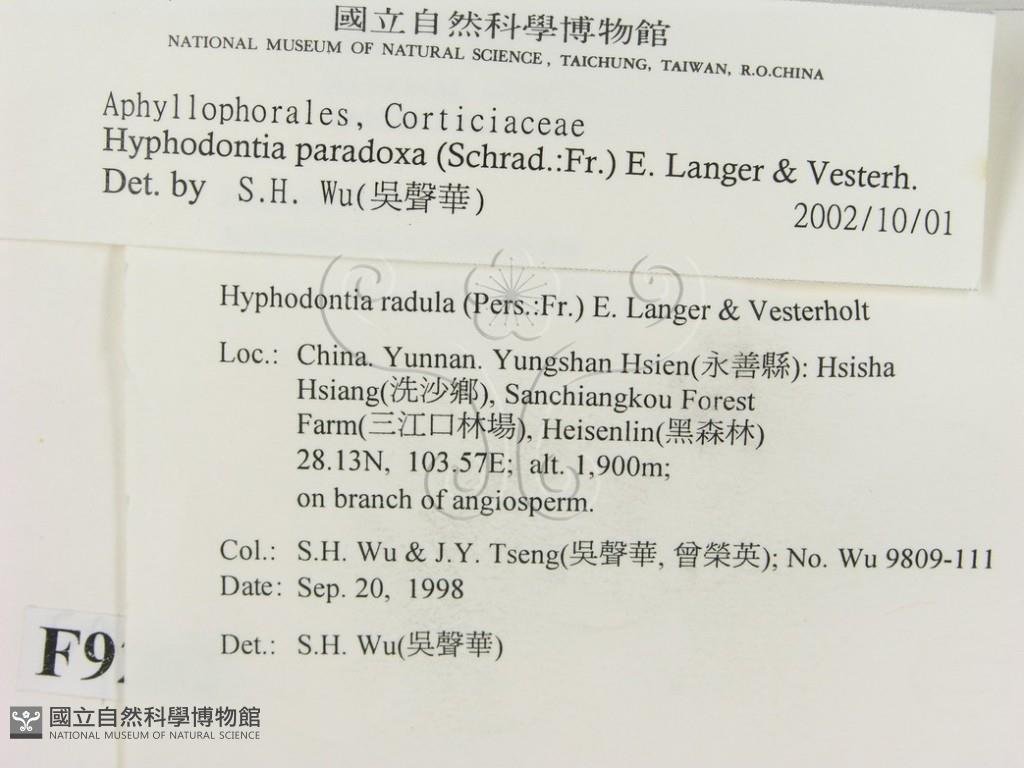 國立自然科學博物館
NATIONAL MUSEUM OF NATURAL SCIENCE, TAICHUNG, TAIWAN, R.O.CHINA
Aphyllophorales, Corticiaceae
Hyphodontia paradoxa (Schrad.:Fr.) E. Langer & Vesterh.
Det. by S.H. Wu(吳聲華)
2002/10/01
Hyphodontia radula (Pers.:Fr.) E. Langer & Vesterholt
Loc.: China. Yunnan. Yungshan Hsien(永善縣): Hsisha
Hsiang(洗沙鄉), Sanchiangkou Forest
Farm(三江口林場), Heisenlin(黑森林)
28.13N, 103.57E; alt. 1,900m;
on branch of angiosperm.
Col.: S.H. Wu & J.Y. Tseng(吳聲華, 曾榮英); No. Wu 9809-111
Date: Sep. 20, 1998
Det.: S.H. Wu(吳聲華)
F9
國立自然科學博物館
NATIONAL MUSEUM OF NATURAL SCIENCE